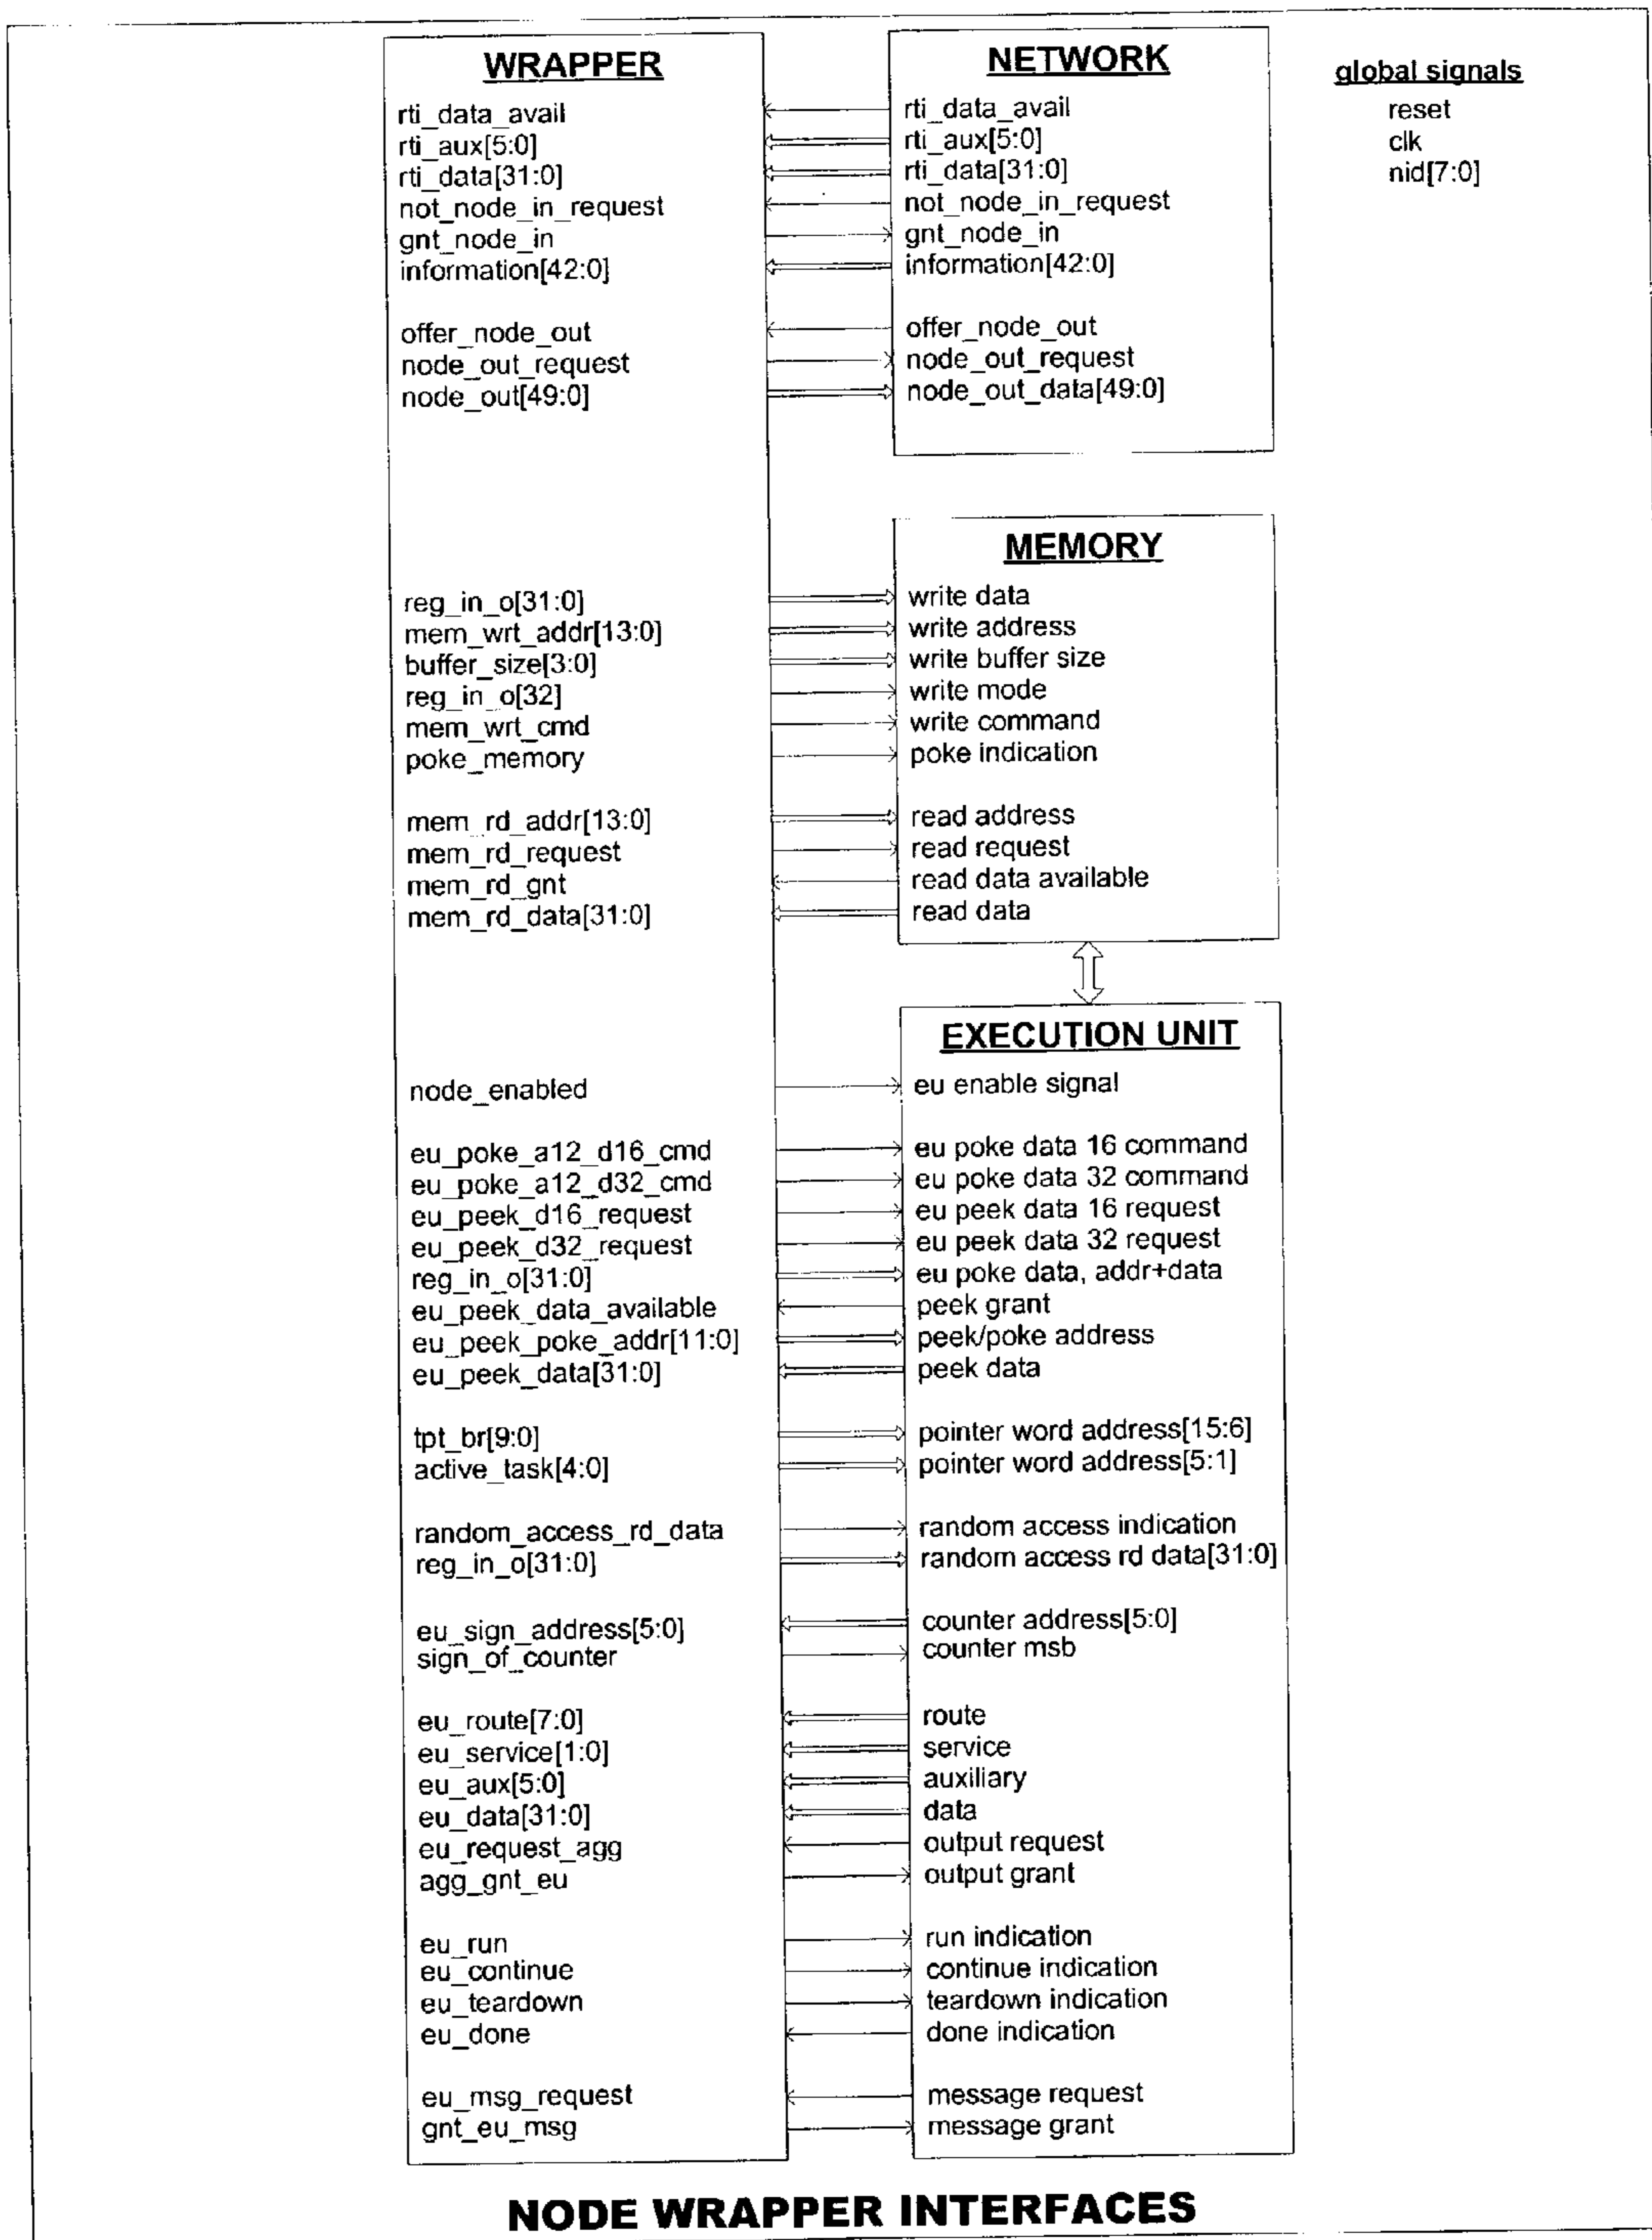 WRAPPER
rti_data_avail
rti_aux[5:0]
rti_data[31:0]
not_node_in_request
gnt_node_in
information[42:0]
offer_node_out
node_out_request
node_out[49:0]
reg_in_o[31:0]
mem_wrt_addr[13:0]
buffer_size[3:0]
reg_in_o[32]
mem_wrt_cmd
poke_memory
mem_rd_addr[13:0]
mem_rd_request
mem_rd_gnt
mem_rd_data[31:0]
node_enabled
eu_poke_a12_d16_cmd
eu_poke_a12_d32_cmd
eu_peek_d16_request
eu_peek_d32_request
reg_in_o[31:0]
eu_peek_data_available
eu_peek_poke_addr[11:0]
eu_peek_data[31:0]
tpt_br[9:0]
active_task[4:0]
random_access_rd_data
reg_in_o[31:0]
eu_sign_address[5:0]
sign_of_counter
eu_route[7:0]
eu_service[1:0]
eu_aux[5:0]
eu_data[31:0]
eu_request_agg
agg_gnt_eu
eu_run
eu_continue
eu_teardown
eu_done
eu_msg_request
gnt_eu_msg
NETWORK
rti_data_avail
rti_aux[5:0]
rti_data[31:0]
not_node_in_request
gnt_node_in
information[42:0]
offer_node_out
node_out_request
node_out_data[49:0]
MEMORY
write data
write address
write buffer size
write mode
write command
poke indication
read address
read request
read data available
read data
EXECUTION UNIT
eu enable signal
eu poke data 16 command
eu poke data 32 command
eu peek data 16 request
eu peek data 32 request
eu poke data, addr+data
peek grant
peek/poke address
peek data
pointer word address[15:6]
pointer word address[5:1]
random access indication
random access rd data[31:0]
counter address[5:0]
counter msb
route
service
auxiliary
data
output request
output grant
run indication
continue indication
teardown indication
done indication
message request
message grant
global signals
reset
clk
nid[7:0]
NODE WRAPPER INTERFACES